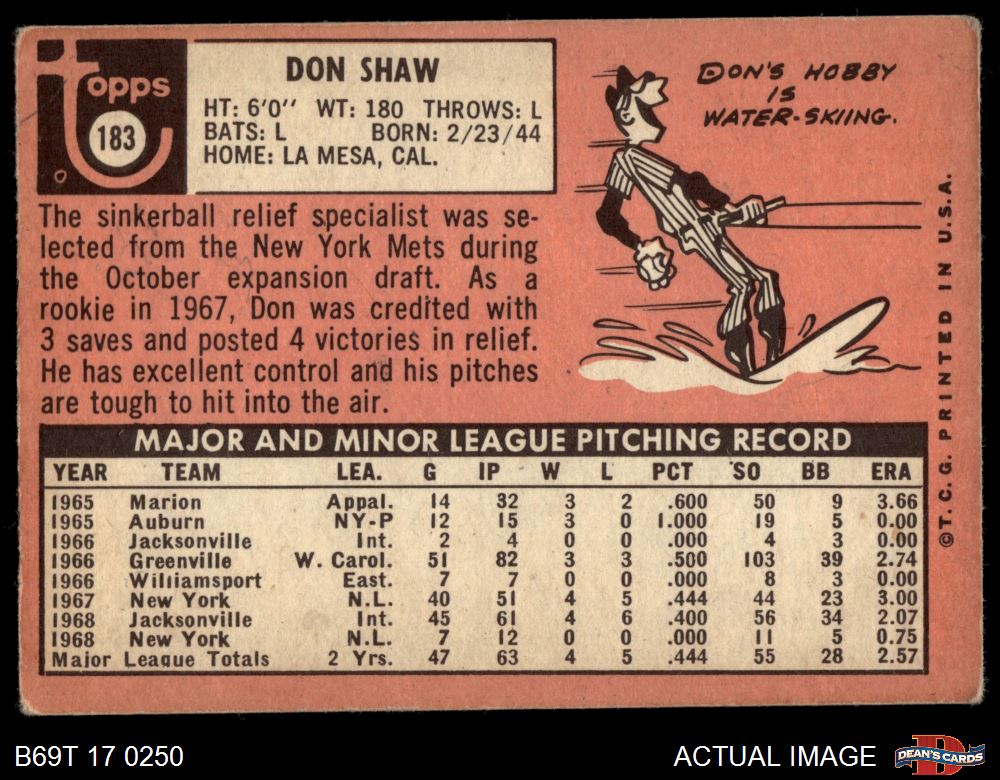 Topps
183
DON SHAW
HT: 6'0" WT: 180 THROWS: L
BATS: L BORN: 2/23/44
HOME: LA MESA, CAL.
DON'S HOBBY
IS
WATER-SKIING.
The sinkerball relief specialist was se-
lected from the New York Mets during
the October expansion draft. As a
rookie in 1967, Don was credited with
3 saves and posted 4 victories in relief.
He has excellent control and his pitches
are tough to hit into the air.
MAJOR AND MINOR LEAGUE PITCHING RECORD
YEAR TEAM LEA. G IP W L PCT SO BB ERA
1965 Marion Appal. 14 32 3 2 .600 50 9 3.66
1965 Auburn NY-P 12 15 3 0 1.000 19 5 0.00
1966 Jacksonville Int. 2 4 0 0 .000 4 3 0.00
1966 Greenville W. Carol. 51 82 3 3 .500 103 39 2.74
1966 Williamsport East. 7 7 0 0 .000 8 3 0.00
1967 New York N.L. 40 51 4 5 .444 44 23 3.00
1968 Jacksonville Int. 45 61 4 6 .400 56 34 2.07
1968 New York N.L. 7 12 0 0 .000 11 5 0.75
Major League Totals 2 Yrs. 47 63 4 5 .444 55 28 2.57
©T.C.G. PRINTED IN U.S.A.
B69T 17 0250
ACTUAL IMAGE
D
DEAN'S CARDS